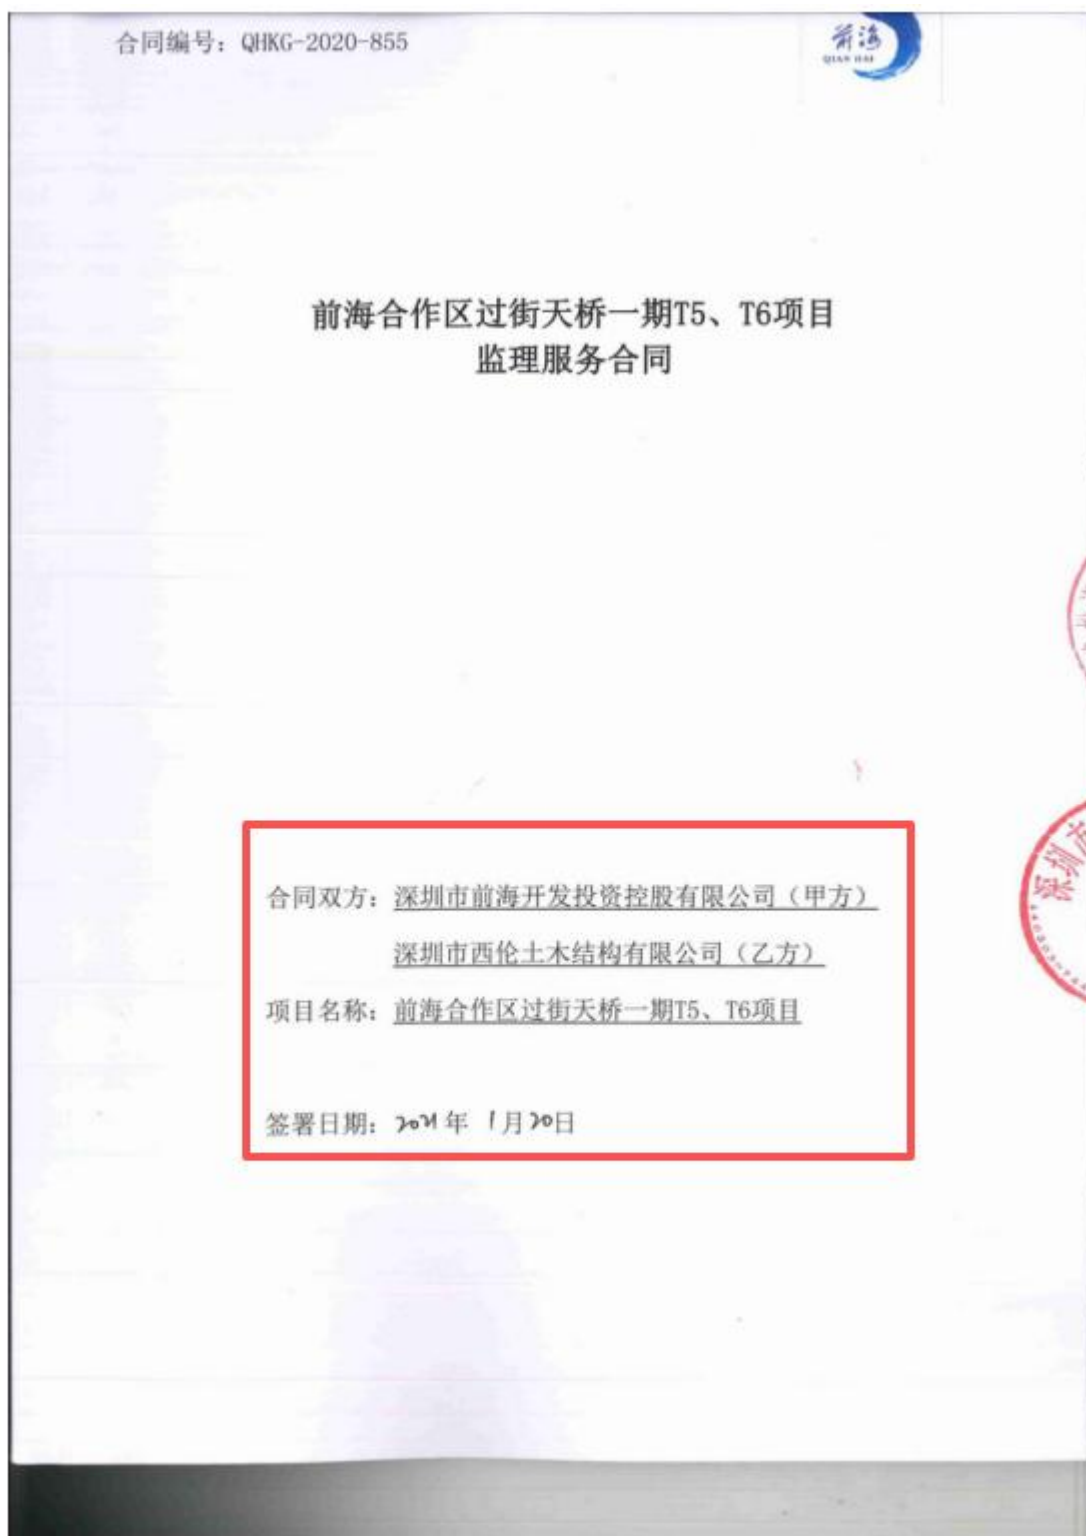 合同编号：QHKG-2020-855
前海
QIAN HAI
前海合作区过街天桥一期T5、T6项目
监理服务合同
合同双方：深圳市前海开发投资控股有限公司（甲方）
深圳市西伦土木结构有限公司（乙方）
项目名称：前海合作区过街天桥一期T5、T6项目
签署日期：2021年 1月20日
深圳市